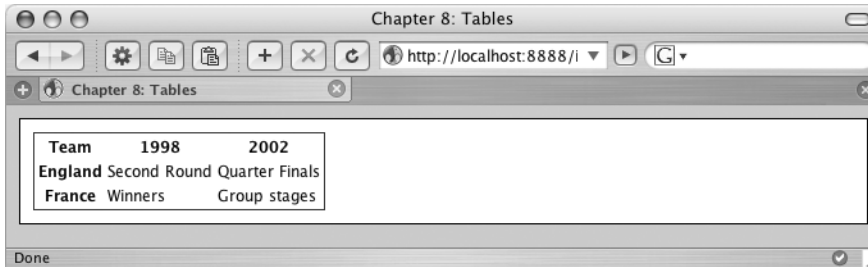 Chapter 8: Tables
http://localhost:8888/i
G
Chapter 8: Tables
Team 1998 2002
England Second Round Quarter Finals
France Winners Group stages
Done